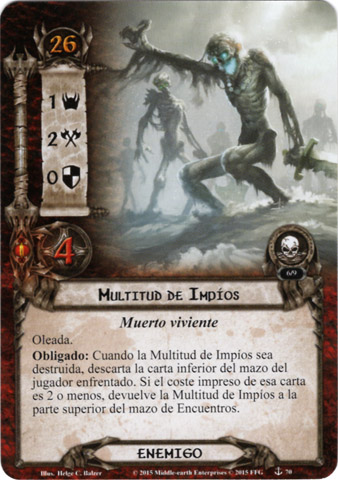 26
1
2
0
4
6/9
Multitud de Impíos
Muerto viviente
Oleada.
Obligado: Cuando la Multitud de Impíos sea
destruida, descarta la carta inferior del mazo del
jugador enfrentado. Si el coste impreso de esa carta
es 2 o menos, devuelve la Multitud de Impíos a la
parte superior del mazo de Encuentros.
ENEMIGO
Illus. Helge C. Balzer
© 2015 Middle-earth Enterprises © 2015 FFG
70